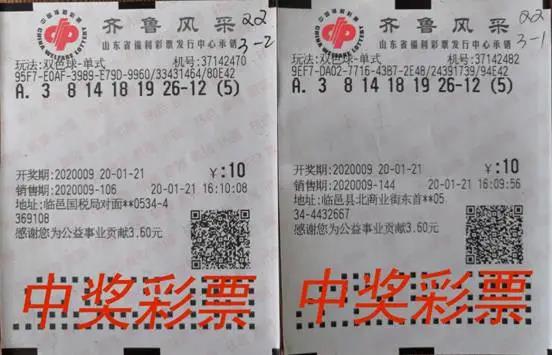 中国福利彩票
CHINA WELFARE LOTTERY
齐鲁风采
22
3-2
山东省福利彩票发行中心承销
玩法:双色球-单式 机号:37142470
95F7-E0AF-3989-E79D-9960/33431464/80E42
A. 3 8 14 18 19 26-12 (5)
开奖期:2020009 20-01-21 ¥:10
销售期:2020009-106 20-01-21 16:10:08
地址:临邑国税局对面**0534-4
369108
感谢您为公益事业贡献3.60元
中奖彩票
中国福利彩票
CHINA WELFARE LOTTERY
齐鲁风采
22
3-1
山东省福利彩票发行中心承销
玩法:双色球-单式 机号:37142482
9EF7-DA02-7716-43B7-2E4B/24391739/94E42
A. 3 8 14 18 19 26-12 (5)
开奖期:2020009 20-01-21 ¥:10
销售期:2020009-144 20-01-21 16:09:56
地址:临邑县北商业街东首**05
34-4432667
感谢您为公益事业贡献3.60元
中奖彩票